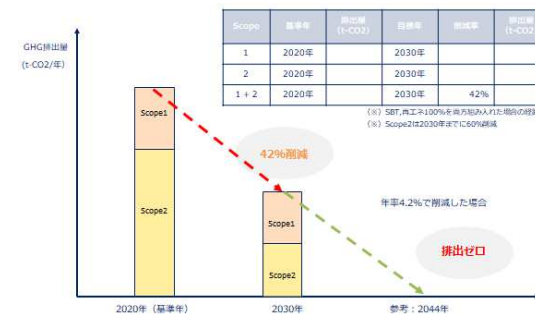 Scope 基準年 排出量 目標年 削減率 排出量
(t-CO2) (t-CO2)
1 2020年 2030年
2 2020年 2030年
1 + 2 2020年 2030年 42%
(※) SBT,再エネ100%を両方組み入れた場合の経
(※) Scope2は2030年までに60%削減
GHG排出量
(t-CO2/年)
Scope1
Scope2
42%削減
Scope1
Scope2
年率4.2%で削減した場合
排出ゼロ
2020年（基準年） 2030年 参考：2044年